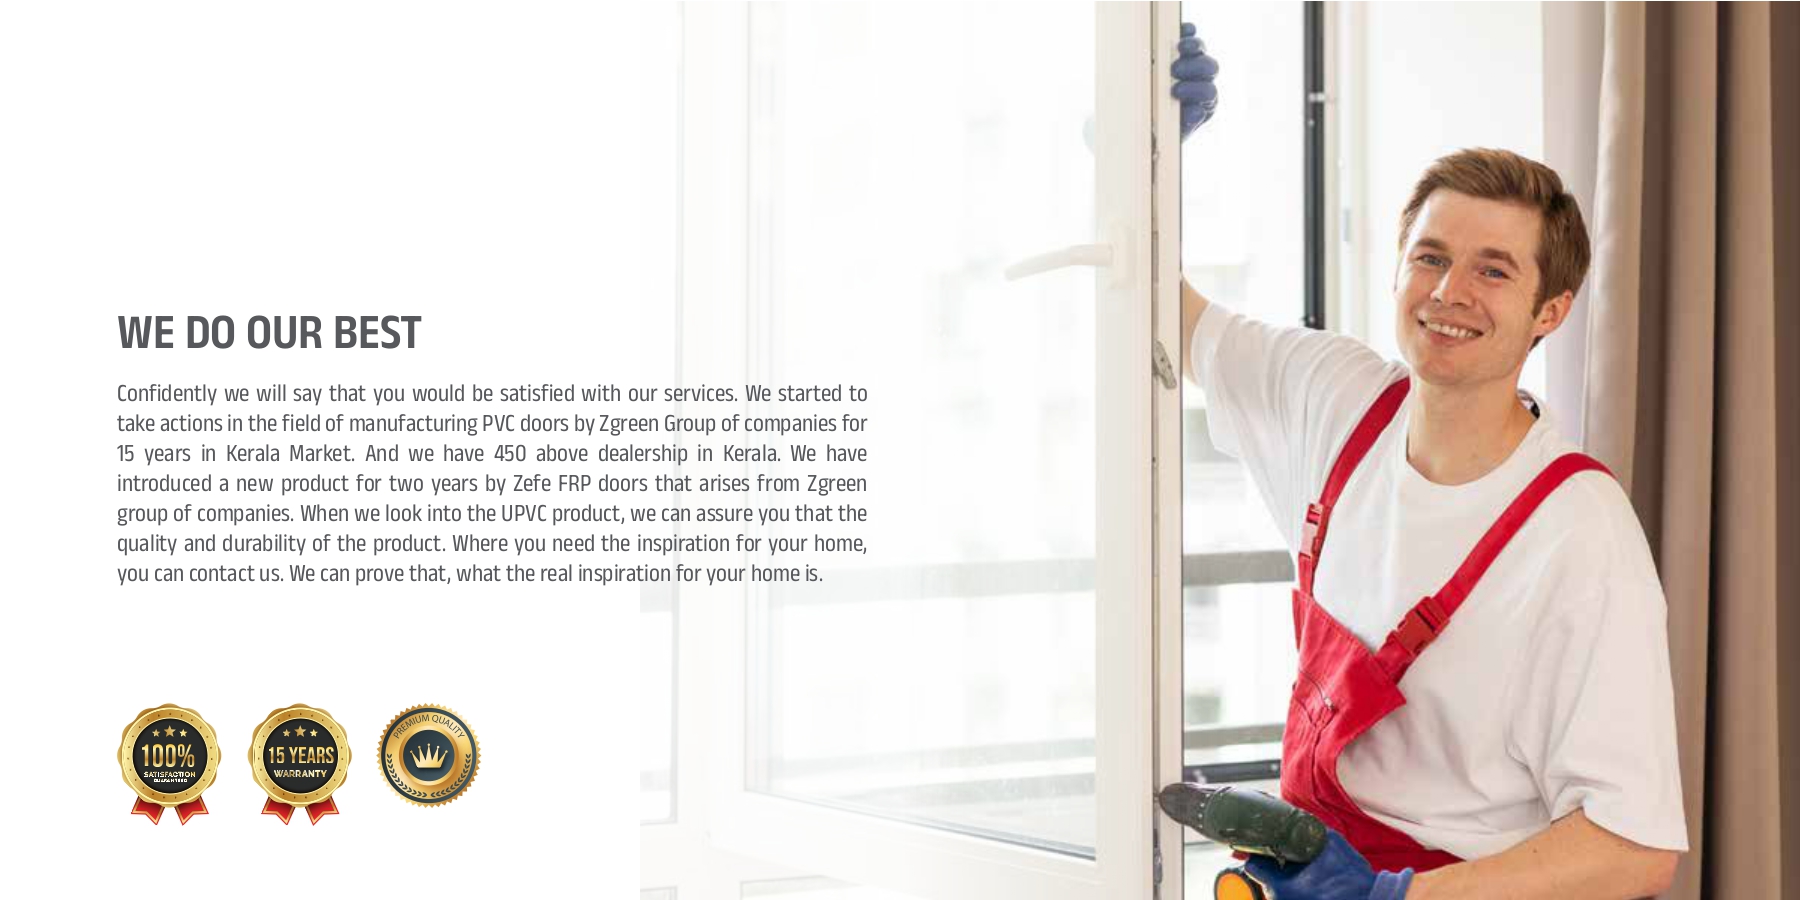 WE DO OUR BEST
Confidently we will say that you would be satisfied with our services. We started to
take actions in the field of manufacturing PVC doors by Zgreen Group of companies for
15 years in Kerala Market. And we have 450 above dealership in Kerala. We have
introduced a new product for two years by Zefe FRP doors that arises from Zgreen
group of companies. When we look into the UPVC product, we can assure you that the
quality and durability of the product. Where you need the inspiration for your home,
you can contact us. We can prove that, what the real inspiration for your home is.
100%
SATISFACTION
GUARANTEED
15 YEARS
WARRANTY
PREMIUM QUALITY